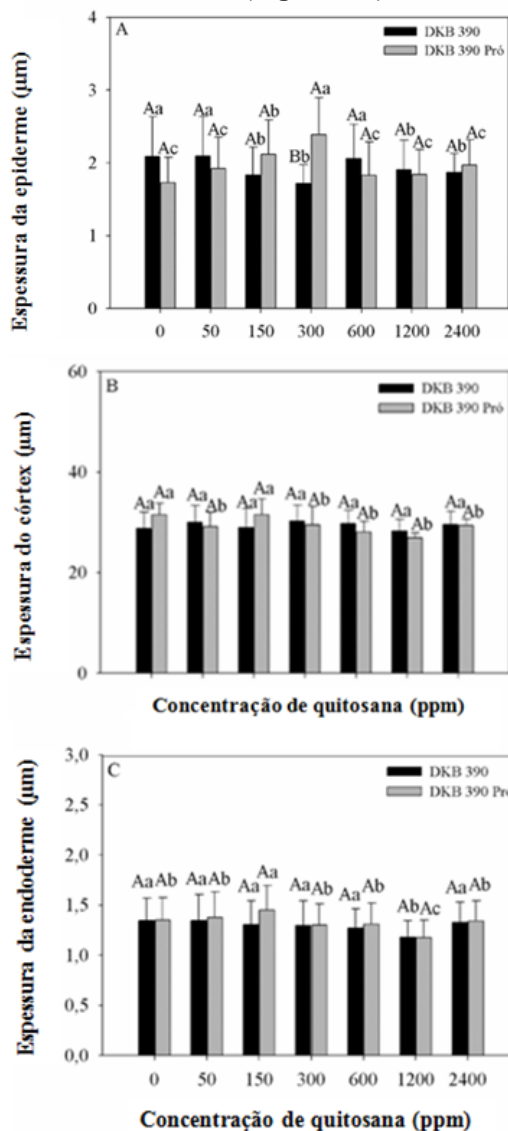 A
DKB 390
DKB 390 Pró
Espessura da epiderme (µm)
4
3
2
1
0
Aa Ac Aa Ac Ab Ab Bb Aa Aa Ac Ab Ac Ab Ac
0 50 150 300 600 1200 2400
B
DKB 390
DKB 390 Pró
Espessura do córtex (µm)
60
40
20
0
Aa Aa Aa Ab Aa Aa Aa Ab Aa Ab Aa Ab Aa Ab
Concentração de quitosana (ppm)
C
DKB 390
DKB 390 Pró
Espessura da endoderme (µm)
3,0
2,5
2,0
1,5
1,0
0,5
0,0
Aa Ab Aa Ab Aa Aa Aa Ab Aa Ab Ab Ac Aa Ab
0 50 150 300 600 1200 2400
Concentração de quitosana (ppm)